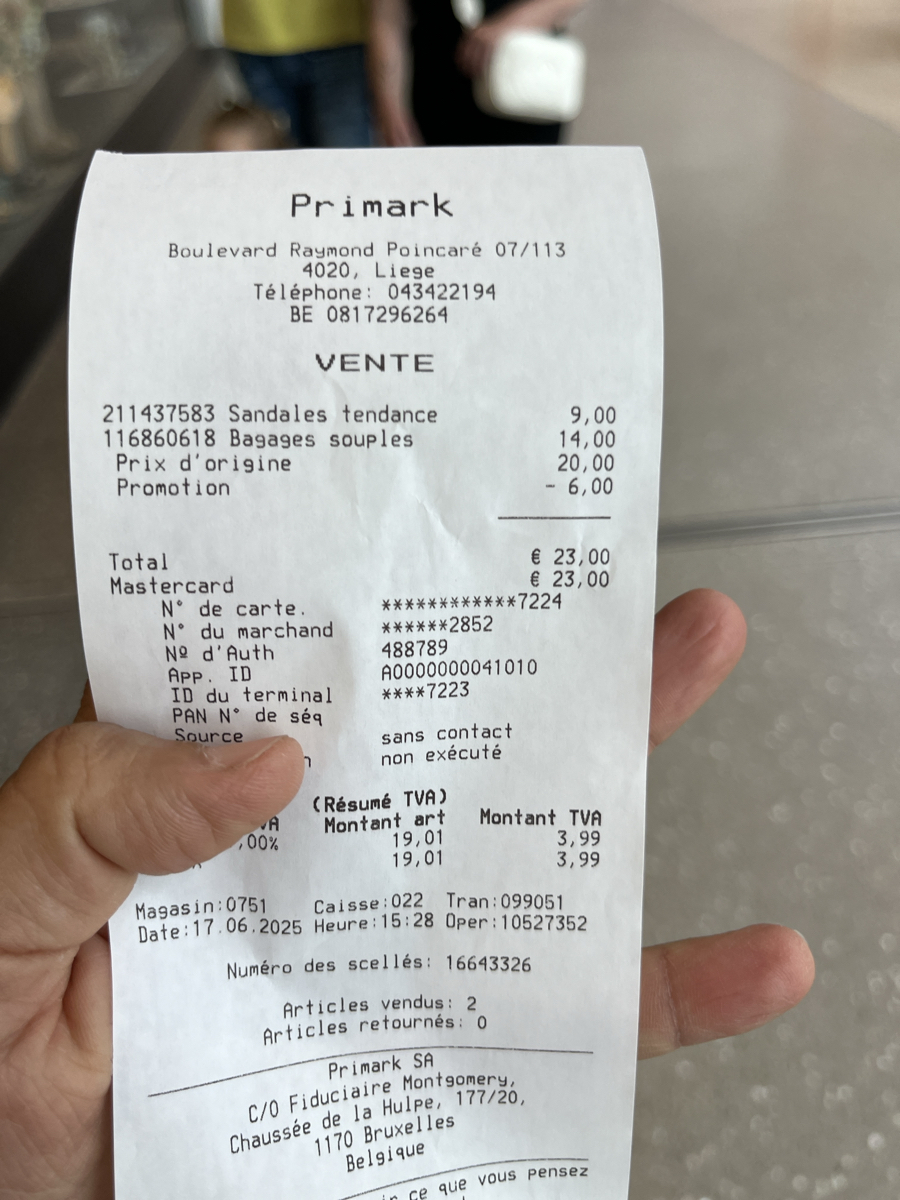 Primark
Boulevard Raymond Poincaré 07/113
4020, Liege
Téléphone: 043422194
BE 0817296264
VENTE
211437583 Sandales tendance 9,00
116860618 Bagages souples 14,00
Prix d'origine 20,00
Promotion - 6,00
Total € 23,00
Mastercard € 23,00
N° de carte. ************7224
N° du marchand ******2852
Nº d'Auth 488789
App. ID A0000000041010
ID du terminal ****7223
PAN N° de séq
Source sans contact
non exécuté
(Résumé TVA)
Montant art Montant TVA
,00% 19,01 3,99
19,01 3,99
Magasin:0751 Caisse:022 Tran:099051
Date:17.06.2025 Heure:15:28 Oper:10527352
Numéro des scellés: 16643326
Articles vendus: 2
Articles retournés: 0
Primark SA
C/O Fiduciaire Montgomery,
Chaussée de la Hulpe, 177/20,
1170 Bruxelles
Belgique
ce que vous pensez